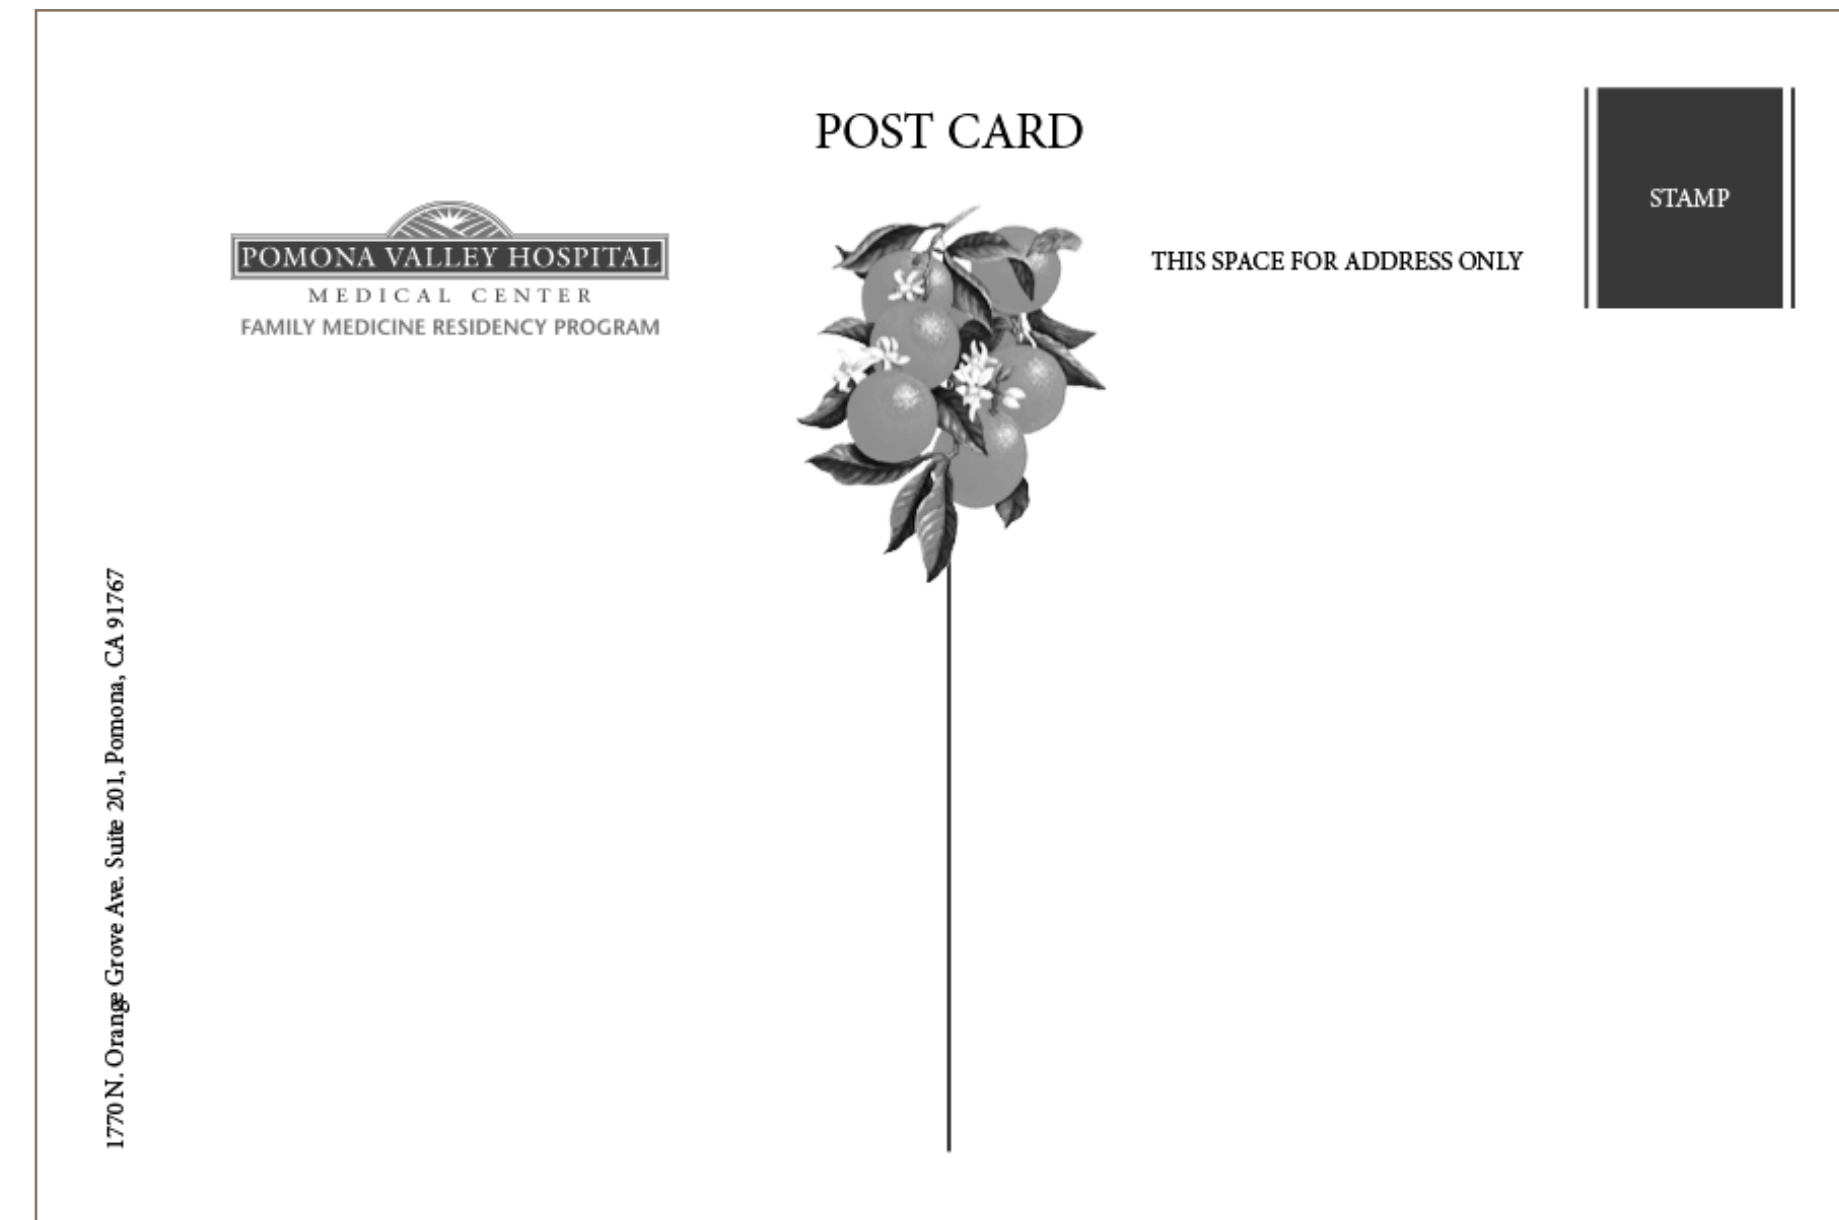 POST CARD
STAMP
POMONA VALLEY HOSPITAL
MEDICAL CENTER
FAMILY MEDICINE RESIDENCY PROGRAM
THIS SPACE FOR ADDRESS ONLY
1770 N. Orange Grove Ave. Suite 201, Pomona, CA 91767